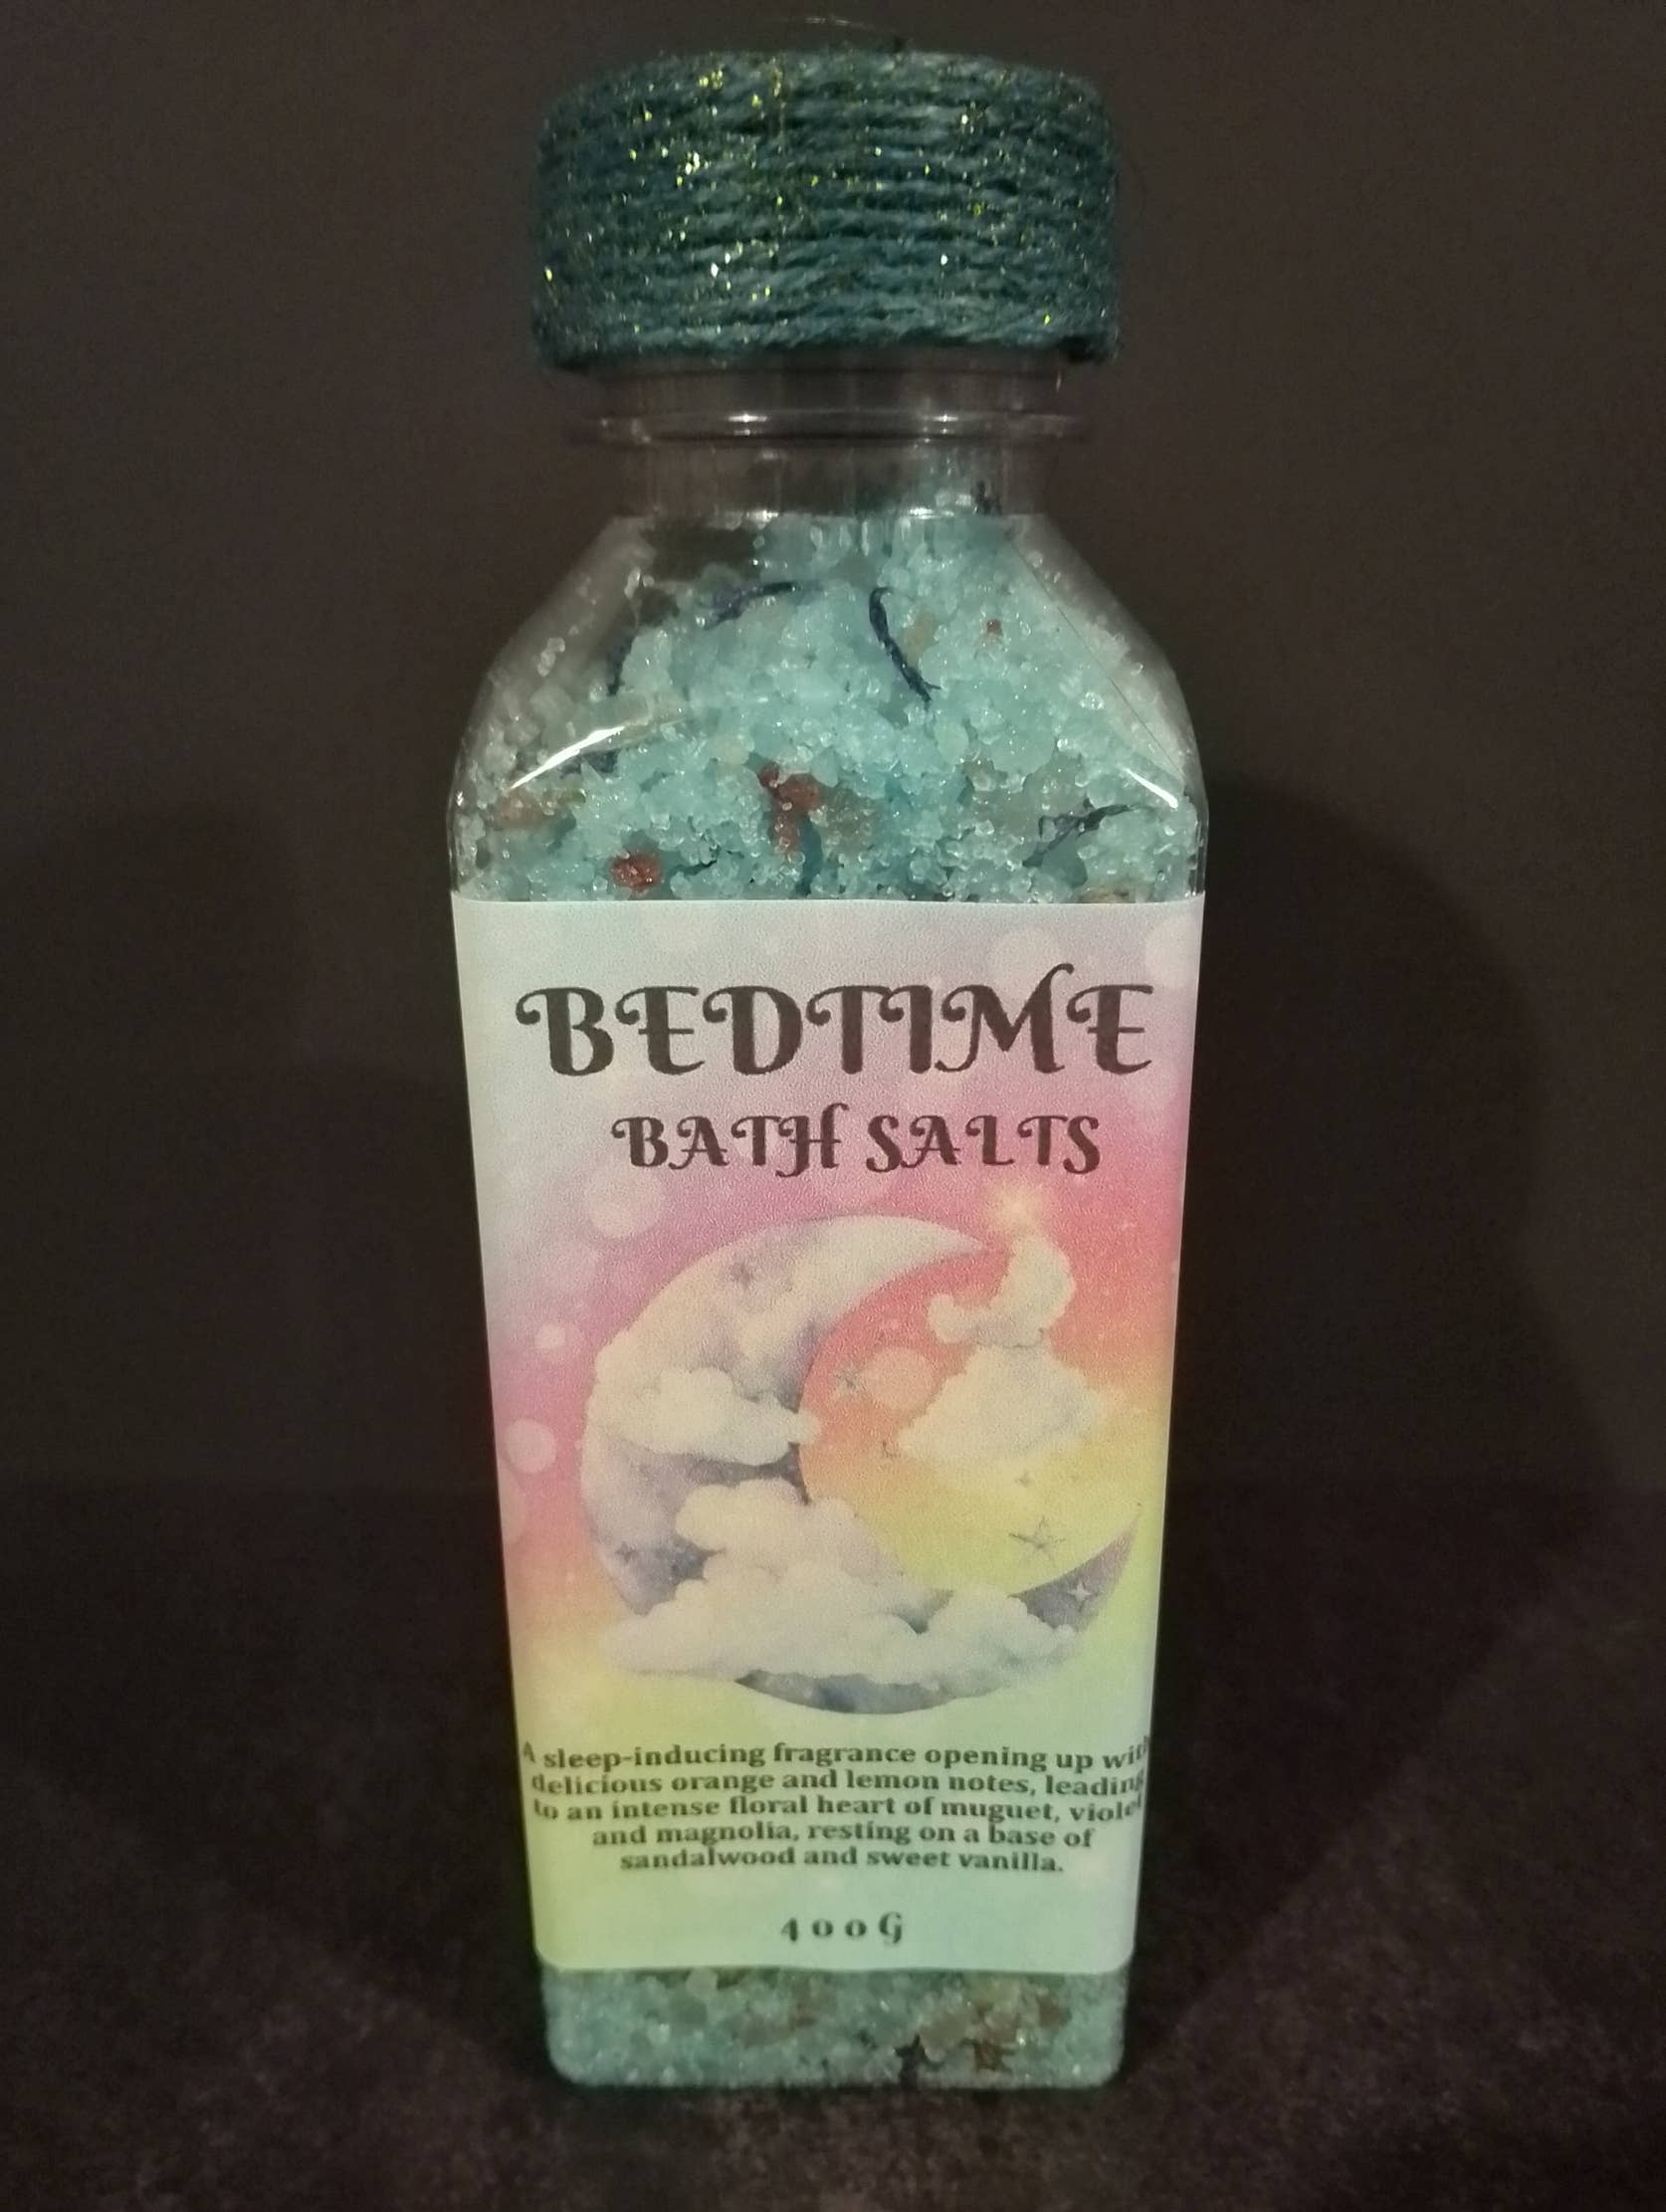 BEDTIME
BATH SALTS
A sleep-inducing fragrance opening up with
delicious orange and lemon notes, leading
to an intense floral heart of muguet, violet
and magnolia, resting on a base of
sandalwood and sweet vanilla.
400G